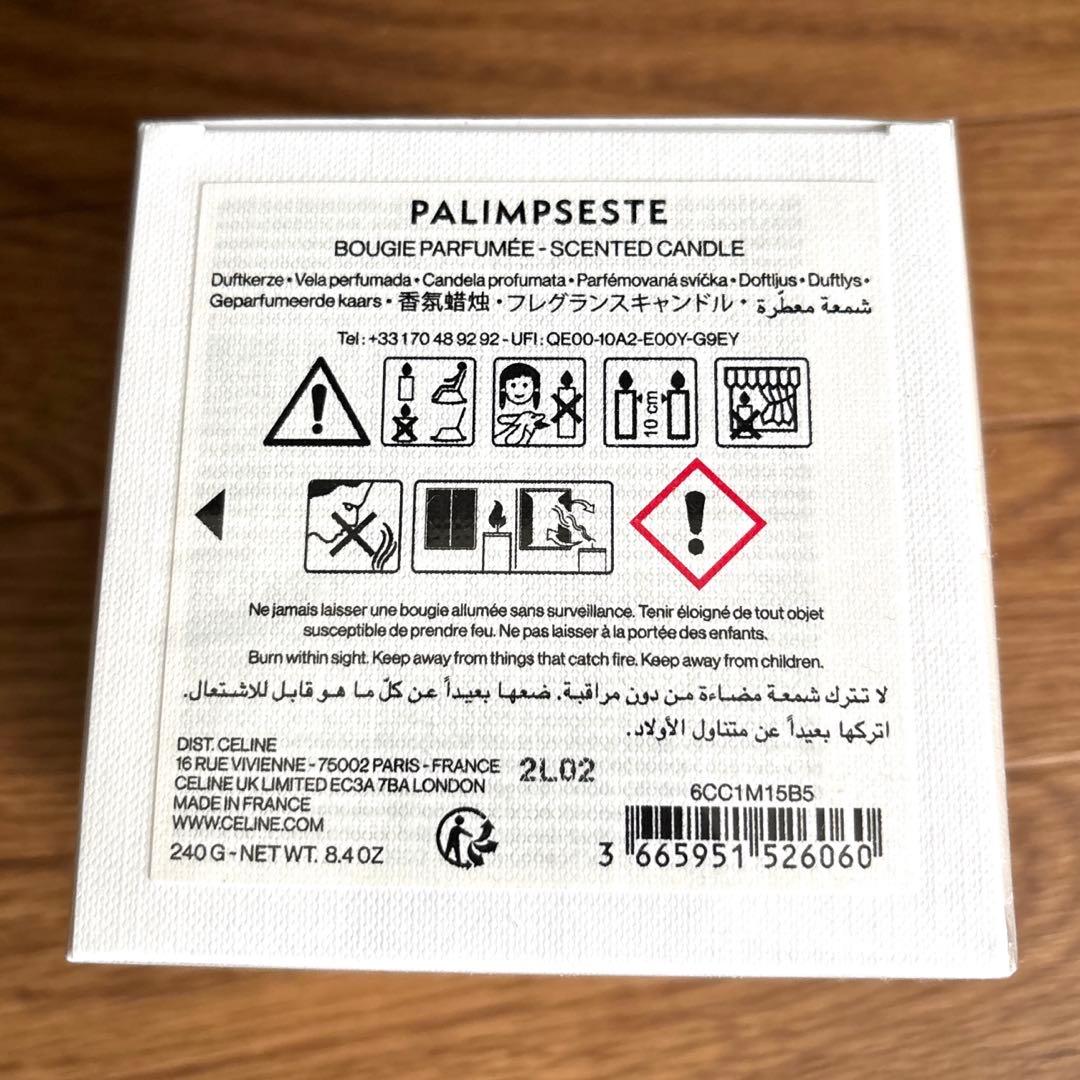 PALIMPSESTE
BOUGIE PARFUMÉE - SCENTED CANDLE
Duftkerze • Vela perfumada • Candela profumata • Parfémovaná svíčka • Doftljus • Duftlys •
Geparfumeerde kaars • 香氛蜡烛 • フレグランスキャンドル • شمعة معطّرة
Tel : +33 1 70 48 92 92 - UFI : QE00-10A2-E00Y-G9EY
10 cm
Ne jamais laisser une bougie allumée sans surveillance. Tenir éloigné de tout objet
susceptible de prendre feu. Ne pas laisser à la portée des enfants.
Burn within sight. Keep away from things that catch fire. Keep away from children.
لا تترك شمعة مضاءة من دون مراقبة. ضعها بعيداً عن كلّ ما هو قابل للاشتعال.
اتركها بعيداً عن متناول الأولاد.
DIST. CELINE
16 RUE VIVIENNE - 75002 PARIS - FRANCE
CELINE UK LIMITED EC3A 7BA LONDON
MADE IN FRANCE
WWW.CELINE.COM
240 G - NET WT. 8.4 OZ
2L02
6CC1M15B5
3 665951 526060